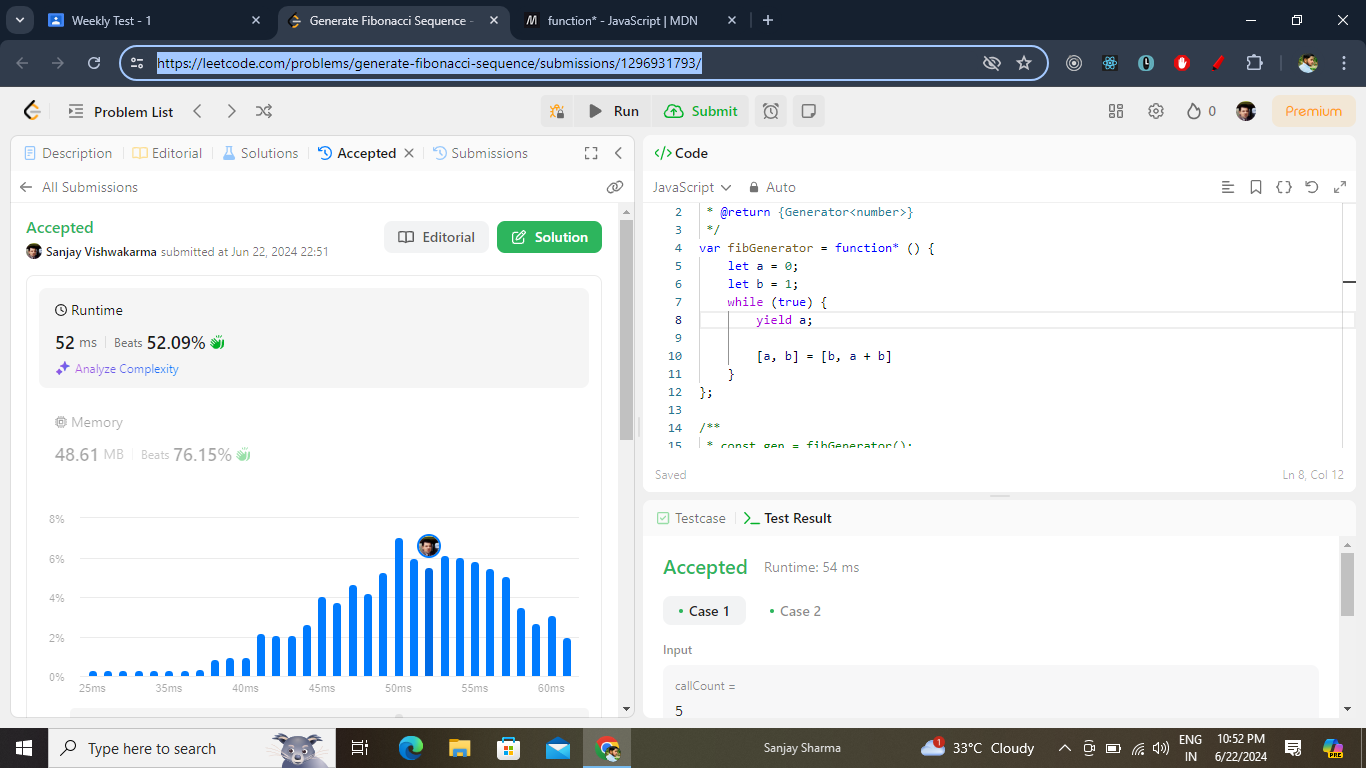 Weekly Test - 1
Generate Fibonacci Sequence -
function* - JavaScript | MDN
https://leetcode.com/problems/generate-fibonacci-sequence/submissions/1296931793/
Problem List
Run
Submit
0
Premium
Description
Editorial
Solutions
Accepted
Submissions
All Submissions
Accepted
Sanjay Vishwakarma submitted at Jun 22, 2024 22:51
Editorial
Solution
Runtime
52 ms
Beats 52.09%
Analyze Complexity
Memory
48.61 MB
Beats 76.15%
8%
6%
4%
2%
0%
25ms 35ms 40ms 45ms 50ms 55ms 60ms
</> Code
JavaScript
Auto
2 * @return {Generator<number>}
3 */
4 var fibGenerator = function* () {
5 let a = 0;
6 let b = 1;
7 while (true) {
8 yield a;
9
10 [a, b] = [b, a + b]
11 }
12 };
13
14 /**
15 * const gen = fibGenerator();
Saved
Ln 8, Col 12
Testcase
Test Result
Accepted Runtime: 54 ms
Case 1
Case 2
Input
callCount =
5
Type here to search
Sanjay Sharma
1
33°C Cloudy
ENG
IN
10:52 PM
6/22/2024
PRE